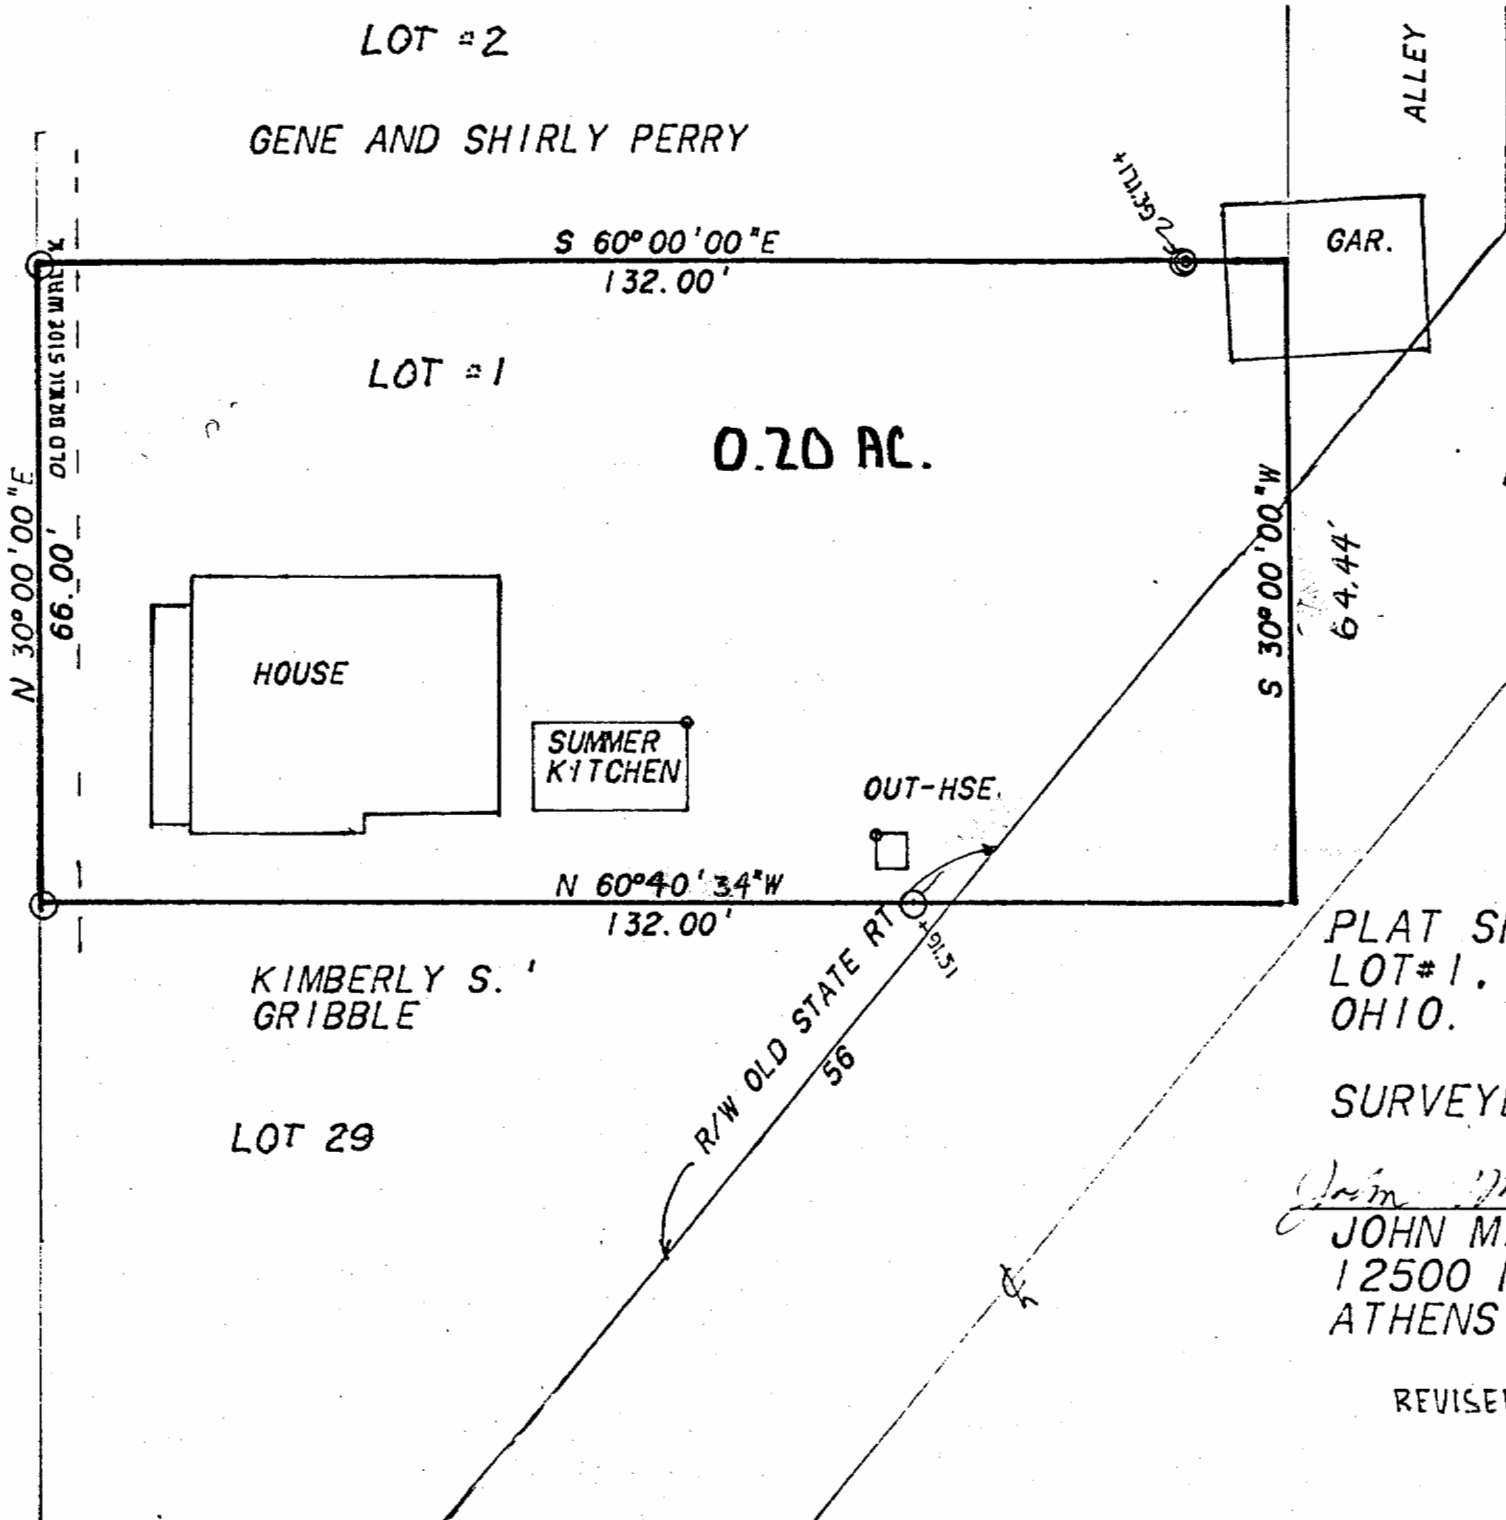 LOT #2
ALLEY
GENE AND SHIRLY PERRY
S 60°00'00"E
132.00'
GAR.
OLD BRICK SIDE WALK
LOT #1
0.20 AC.
N 30°00'00"E
66.00'
S 30°00'00"W
64.44'
HOUSE
SUMMER
KITCHEN
OUT-HSE.
N 60°40'34"W
132.00'
KIMBERLY S.
GRIBBLE
R/W OLD STATE RT
56
LOT 29
PLAT
LOT#1.
OHIO.
JOHN M.
12500
ATHENS